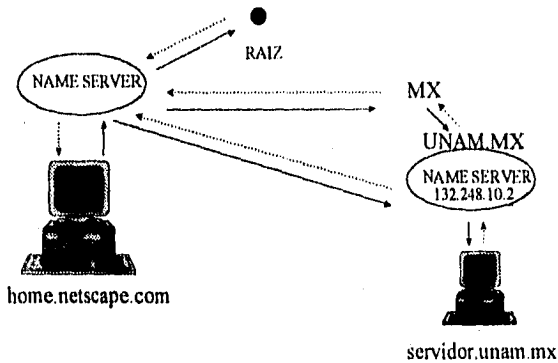 RAIZ
NAME SERVER
MX
UNAM.MX
NAME SERVER
132.248.10.2
home.netscape.com
servidor.unam.mx